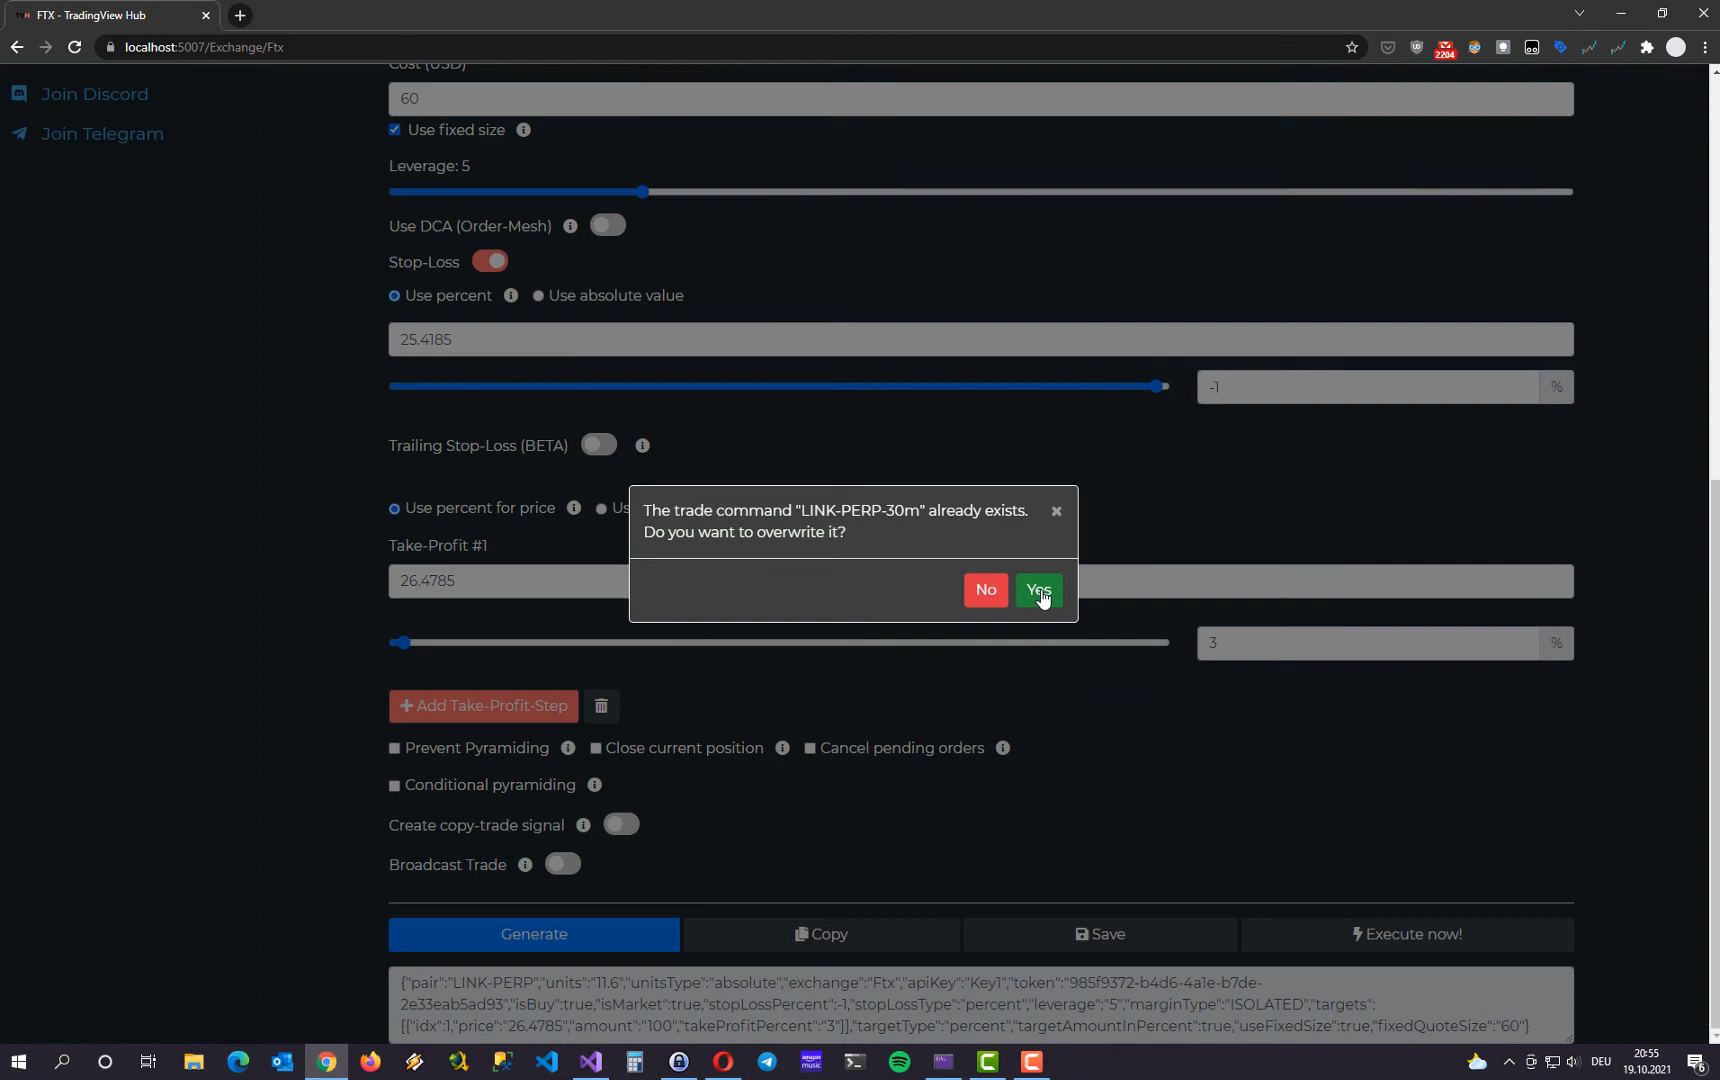 FTX - TradingView Hub
localhost:5007/Exchange/Ftx
2204
Join Discord
Join Telegram
Cost (USD)
60
Use fixed size
Leverage: 5
Use DCA (Order-Mesh)
Stop-Loss
Use percent
Use absolute value
25.4185
-1
%
Trailing Stop-Loss (BETA)
Use percent for price
Us
The trade command "LINK-PERP-30m" already exists.
Do you want to overwrite it?
No
Yes
Take-Profit #1
26.4785
3
%
Add Take-Profit-Step
Prevent Pyramiding
Close current position
Cancel pending orders
Conditional pyramiding
Create copy-trade signal
Broadcast Trade
Generate
Copy
Save
Execute now!
{"pair":"LINK-PERP","units":"11.6","unitsType":"absolute","exchange":"Ftx","apiKey":"Key1","token":"985f9372-b4d6-4a1e-b7de-
2e33eab5ad93","isBuy":true,"isMarket":true,"stopLossPercent":-1,"stopLossType":"percent","leverage":"5","marginType":"ISOLATED","targets":
[{"idx":1,"price":"26.4785","amount":"100","takeProfitPercent":"3"}],"targetType":"percent","targetAmountInPercent":true,"useFixedSize":true,"fixedQuoteSize":"60"}
DEU
20:55
19.10.2021
6